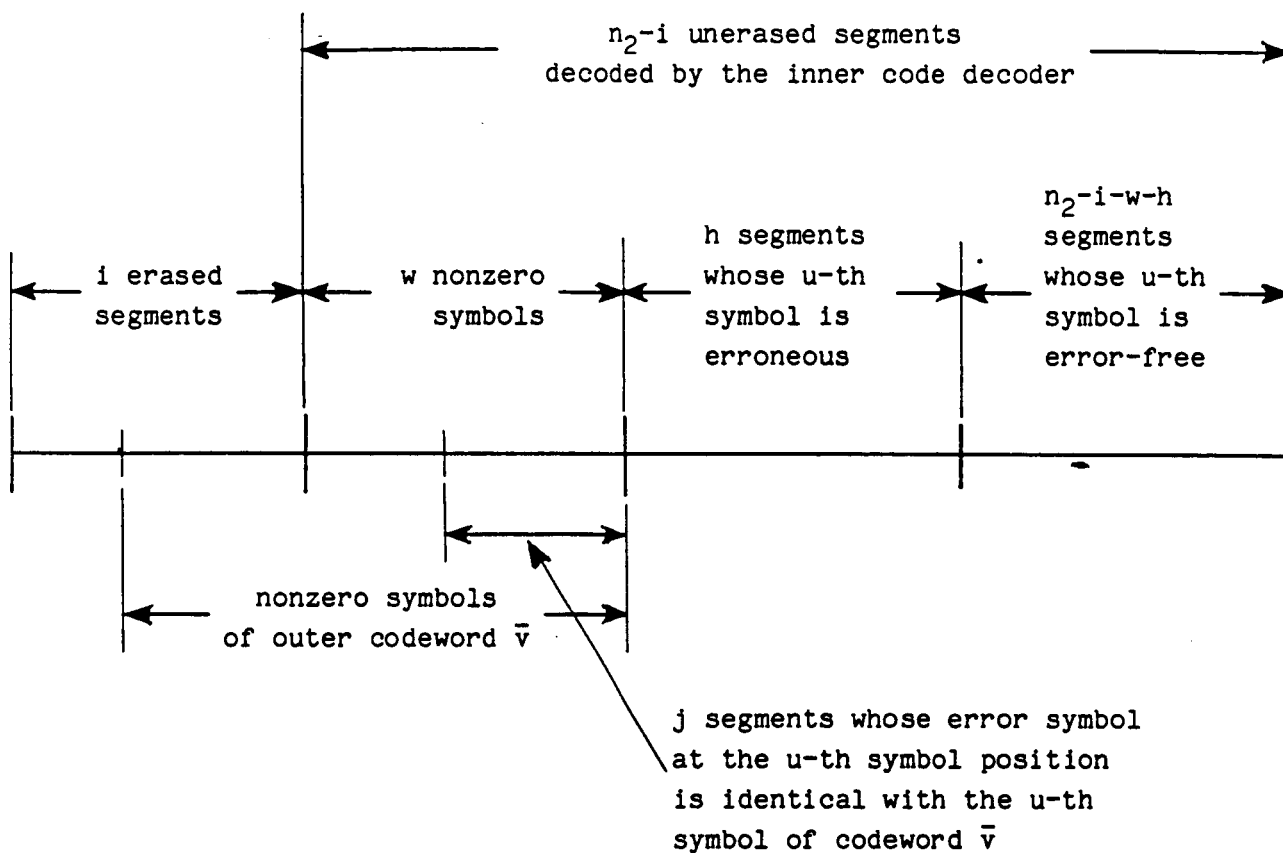 n₂-i unerased segments
decoded by the inner code decoder
i erased
segments
w nonzero
symbols
h segments
whose u-th
symbol is
erroneous
n₂-i-w-h
segments
whose u-th
symbol is
error-free
nonzero symbols
of outer codeword v̄
j segments whose error symbol
at the u-th symbol position
is identical with the u-th
symbol of codeword v̄